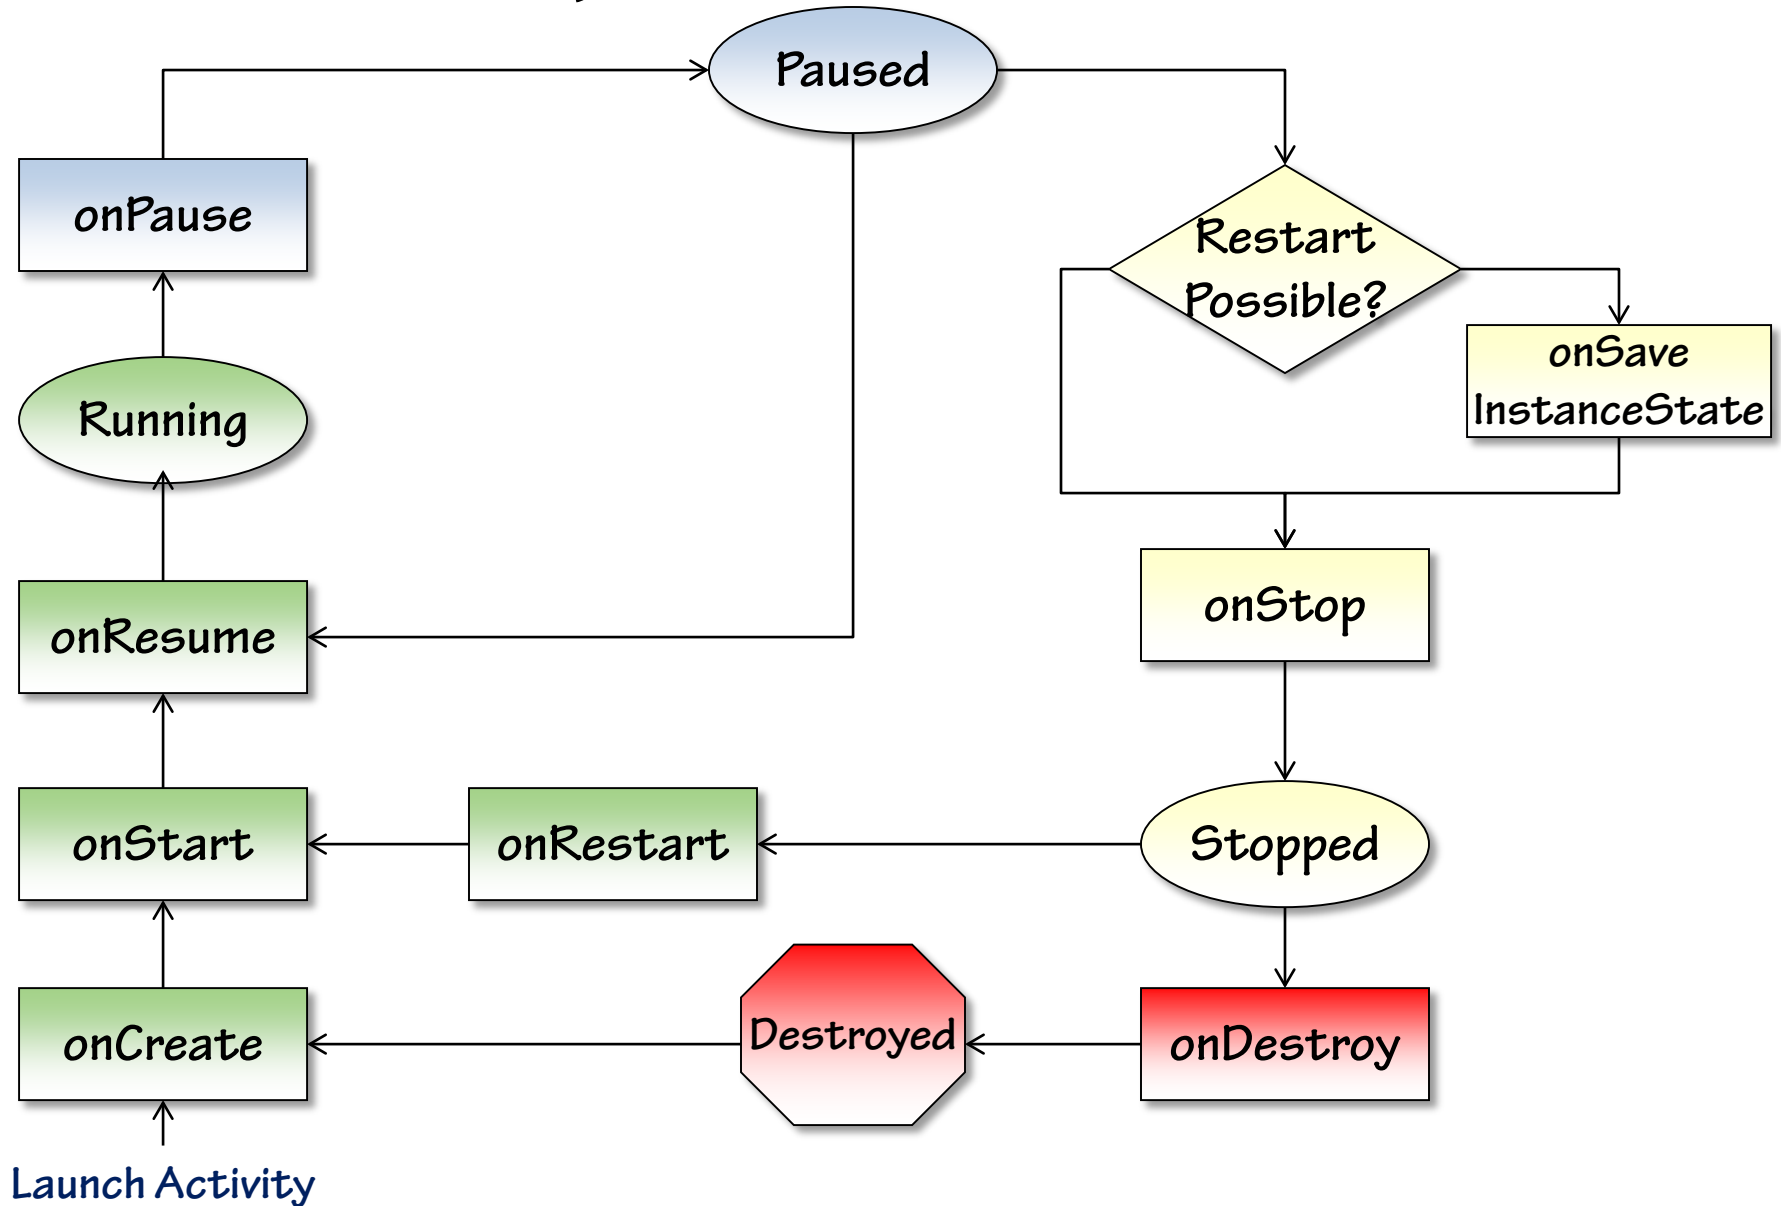 Paused
onPause
Restart
Possible?
onSave
InstanceState
Running
onStop
onResume
onStart
onRestart
Stopped
onCreate
Destroyed
onDestroy
Launch Activity